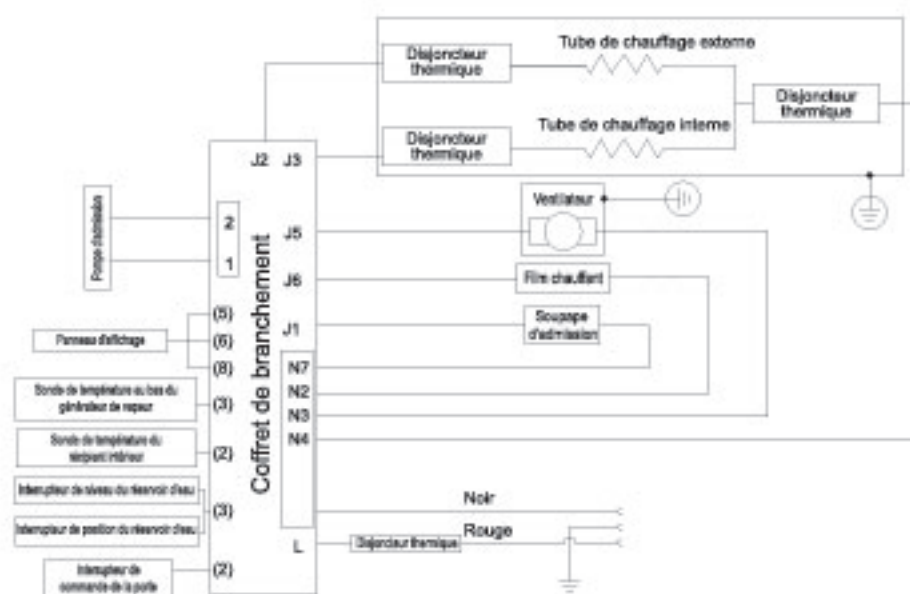 Disjoncteur
thermique
Tube de chauffage externe
Disjoncteur
thermique
Disjoncteur
thermique
Tube de chauffage interne
J2 J3
Pompe d'admission
2
1
Coffret de branchement
J5
Ventilateur
J6
Film chauffant
(5)
(6)
(8)
Panneau d'affichage
J1
Soupape
d'admission
N7
N2
N3
N4
Sonde de température au bas du
générateur de vapeur
(3)
Sonde de température du
récipient intérieur
(2)
Interrupteur de niveau du réservoir d'eau
(3)
Interrupteur de position du réservoir d'eau
Noir
Rouge
L
Disjoncteur thermique
Interrupteur de
commande de la porte
(2)